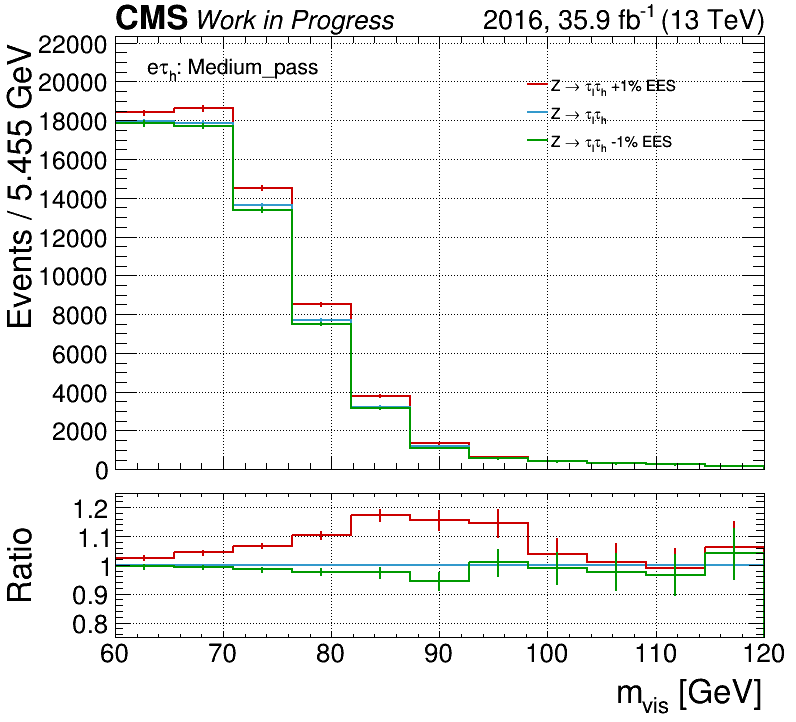 CMS Work in Progress 2016, 35.9 fb⁻¹ (13 TeV)
eτₕ: Medium_pass
Z → τₗτₕ +1% EES
Z → τₗτₕ
Z → τₗτₕ -1% EES
Events / 5.455 GeV
22000
20000
18000
16000
14000
12000
10000
8000
6000
4000
2000
0
Ratio
1.2
1.1
1
0.9
0.8
60 70 80 90 100 110 120
m_vis [GeV]